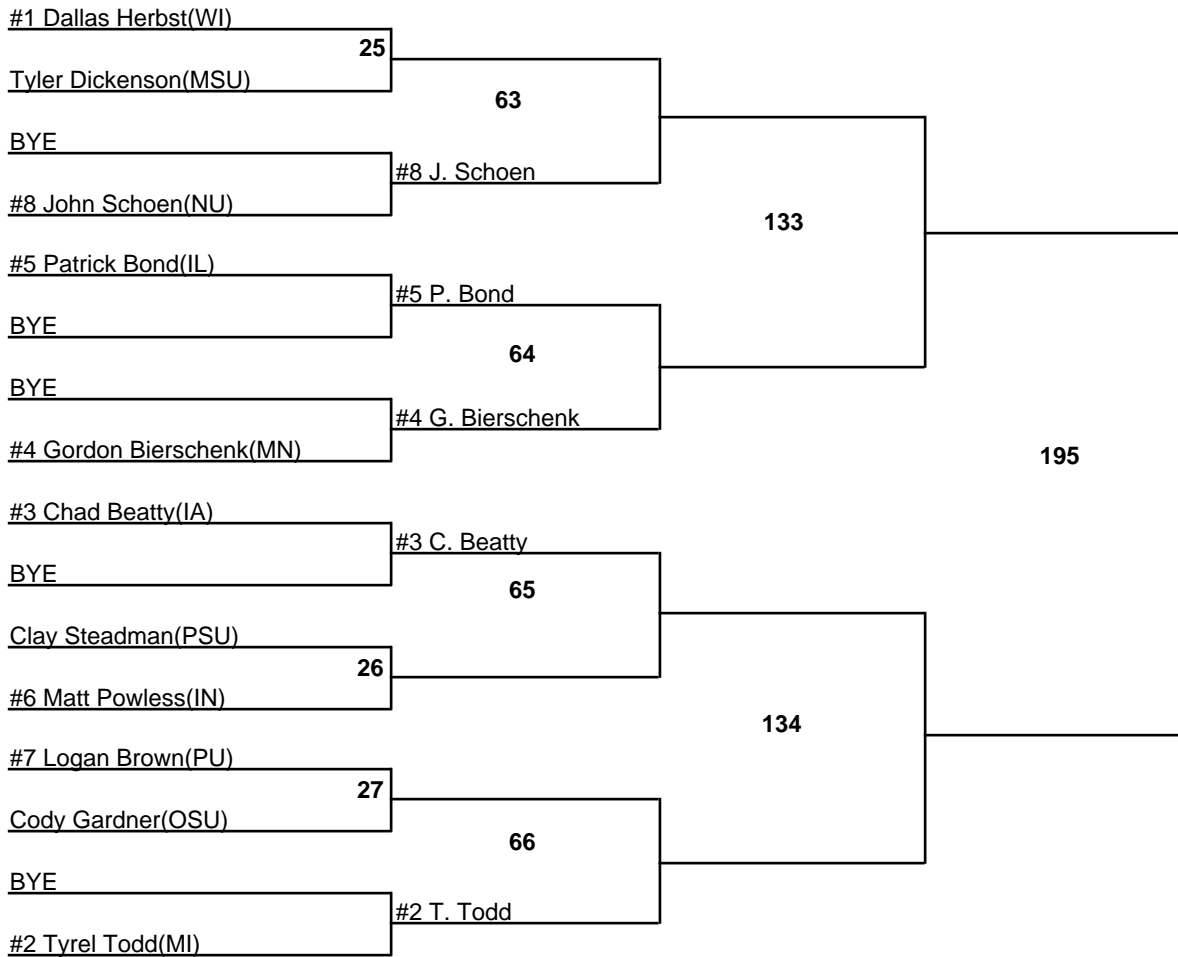 #1 Dallas Herbst(WI)
25
Tyler Dickenson(MSU)
63
BYE
#8 J. Schoen
#8 John Schoen(NU)
133
#5 Patrick Bond(IL)
#5 P. Bond
BYE
64
BYE
#4 G. Bierschenk
#4 Gordon Bierschenk(MN)
195
#3 Chad Beatty(IA)
#3 C. Beatty
BYE
65
Clay Steadman(PSU)
26
#6 Matt Powless(IN)
134
#7 Logan Brown(PU)
27
Cody Gardner(OSU)
66
BYE
#2 T. Todd
#2 Tyrel Todd(MI)